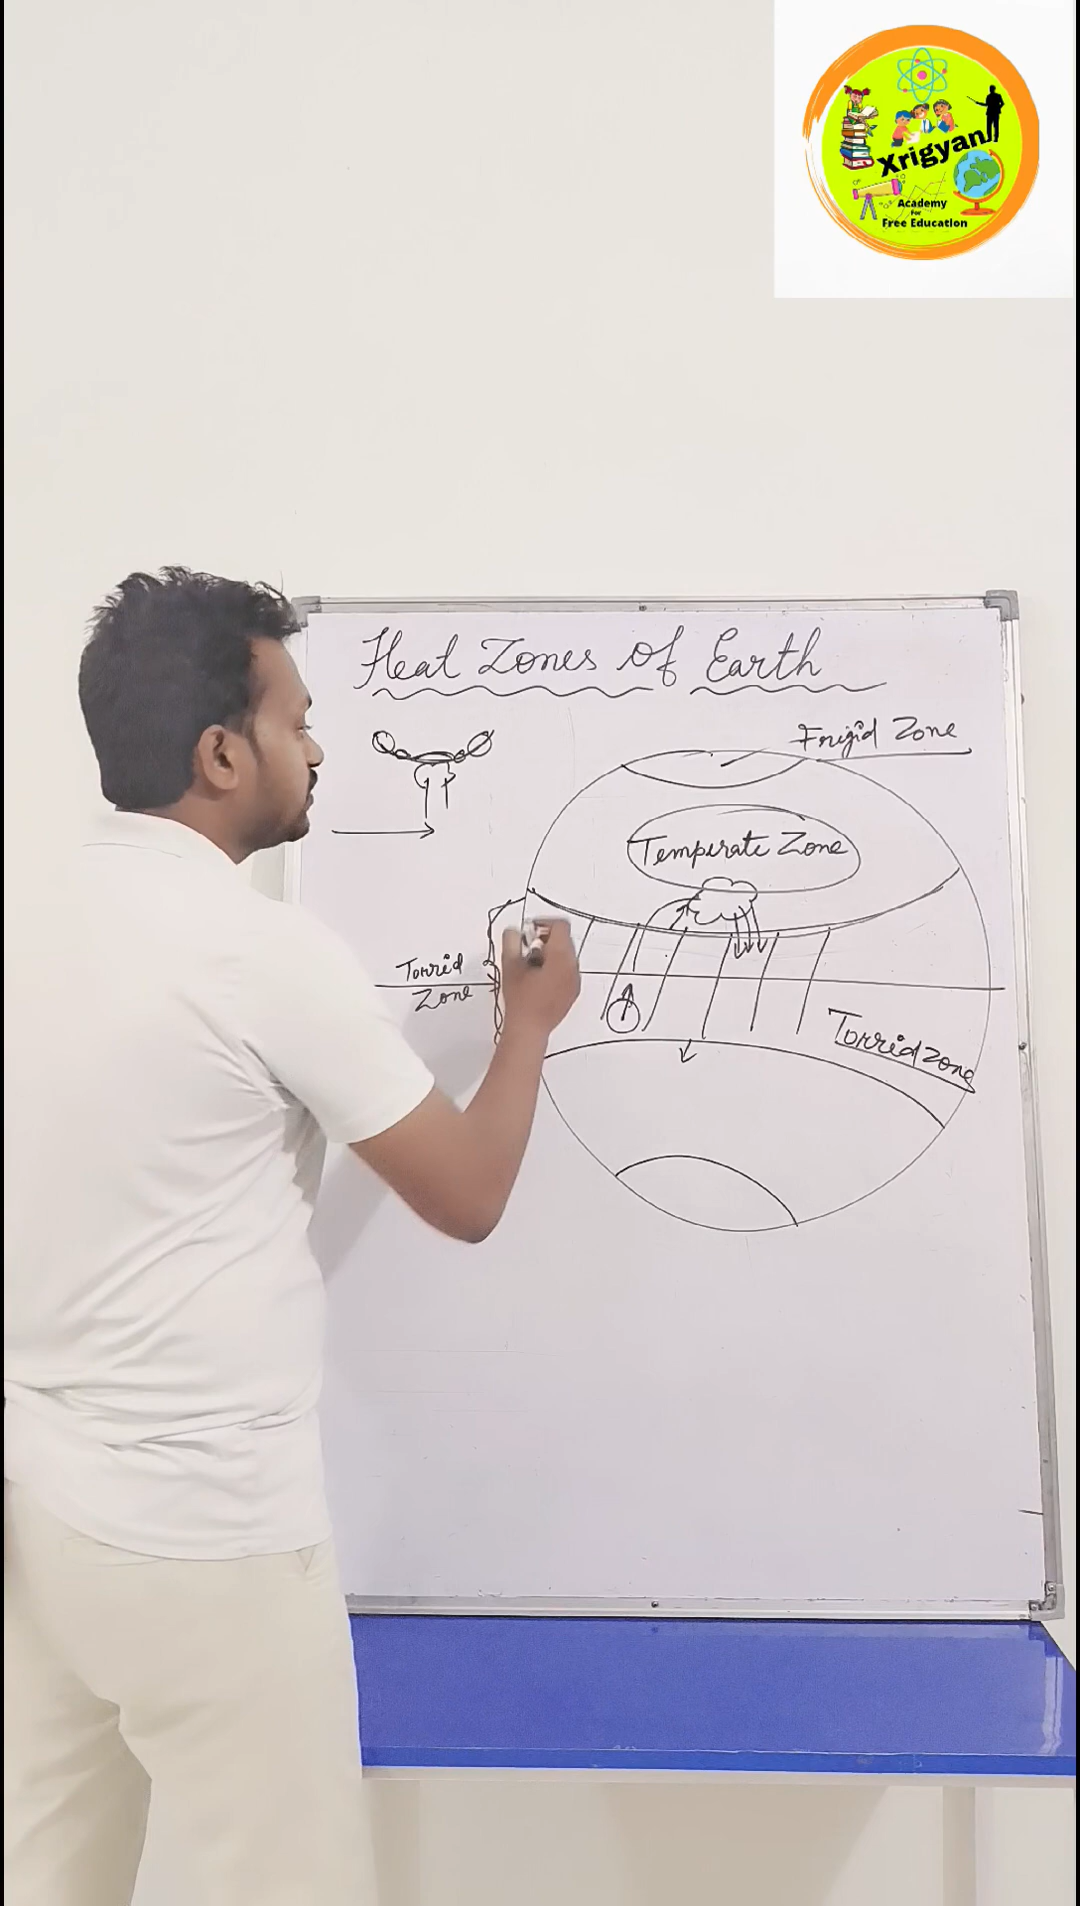 Xrigyan
Academy
For
Free Education
Heat Zones of Earth
Frigid Zone
Temperate Zone
Torrid
Zone
Torrid zone